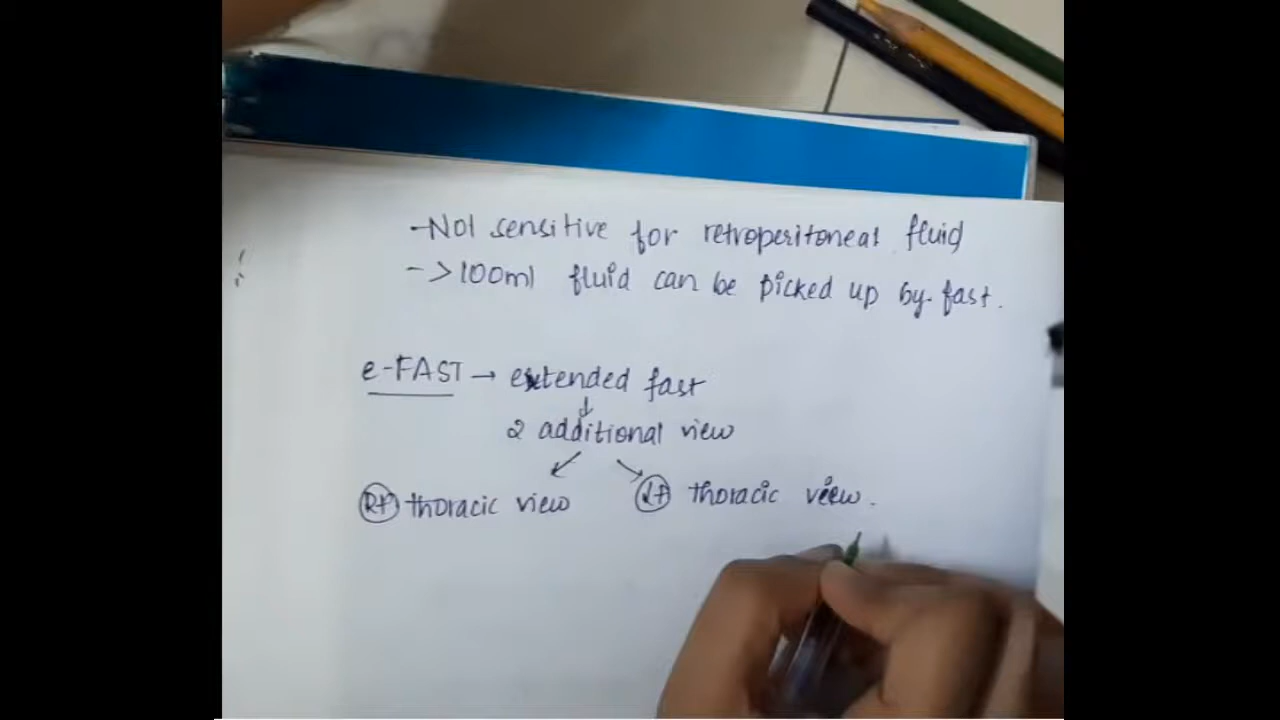 -Not sensitive for retroperitoneal fluid
- >100ml fluid can be picked up by fast.
e-FAST → extended fast
↓
2 additional view
↙ ↘
Rt thoracic view Lt thoracic view.